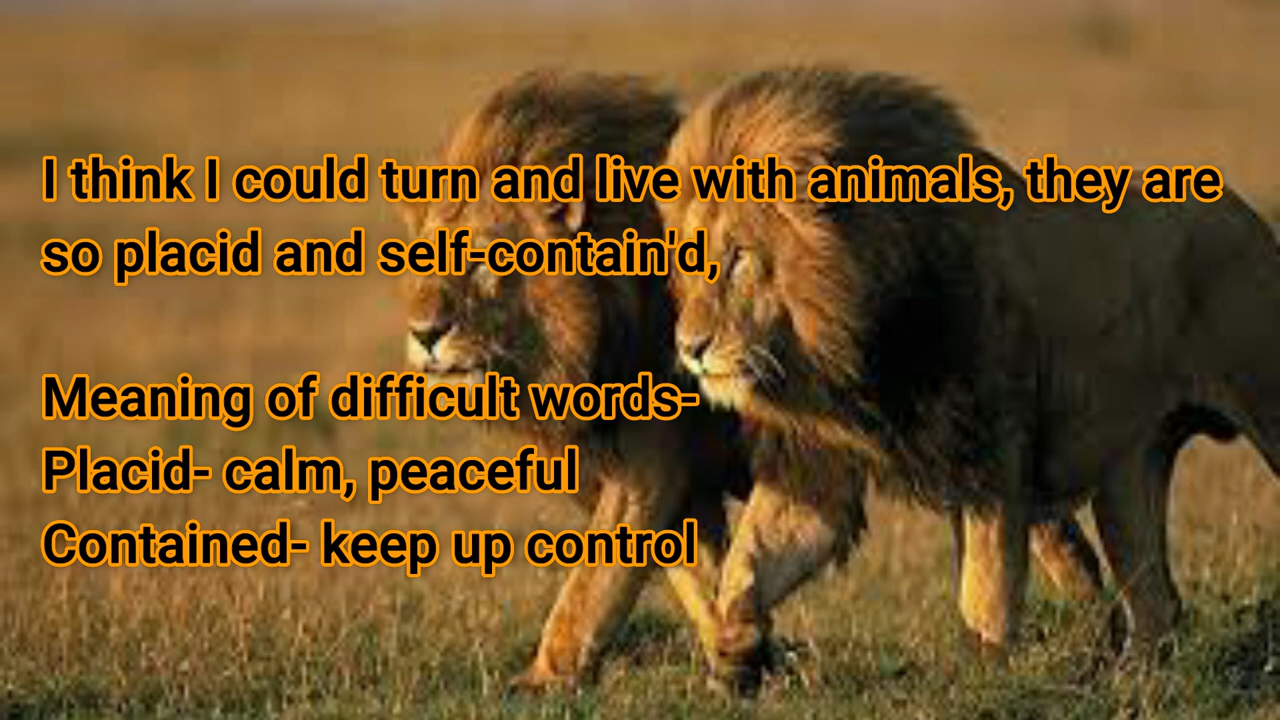 I think I could turn and live with animals, they are
so placid and self-contain'd,
Meaning of difficult words-
Placid- calm, peaceful
Contained- keep up control